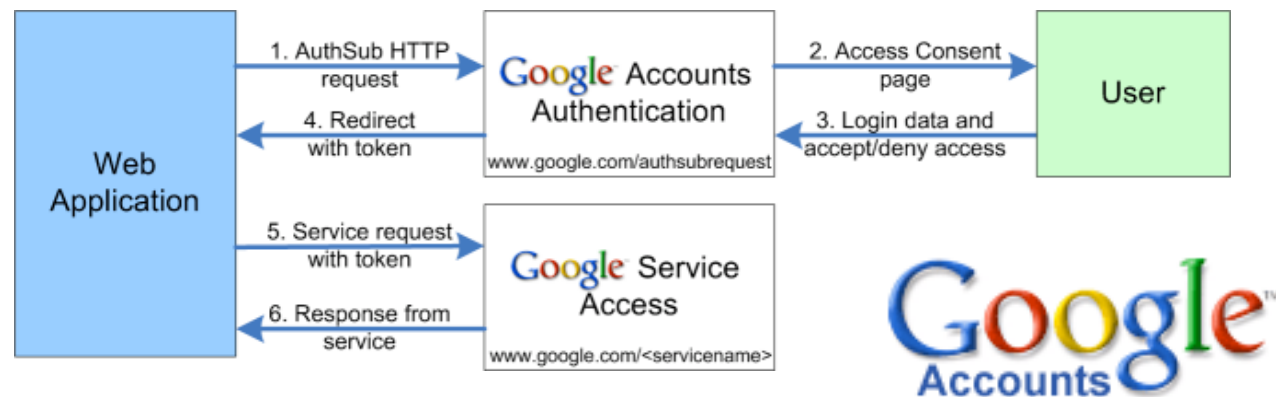 Web
Application
1. AuthSub HTTP
request
4. Redirect
with token
Google Accounts
Authentication
www.google.com/authsubrequest
2. Access Consent
page
3. Login data and
accept/deny access
User
5. Service request
with token
6. Response from
service
Google Service
Access
www.google.com/<servicename>
Google™
Accounts